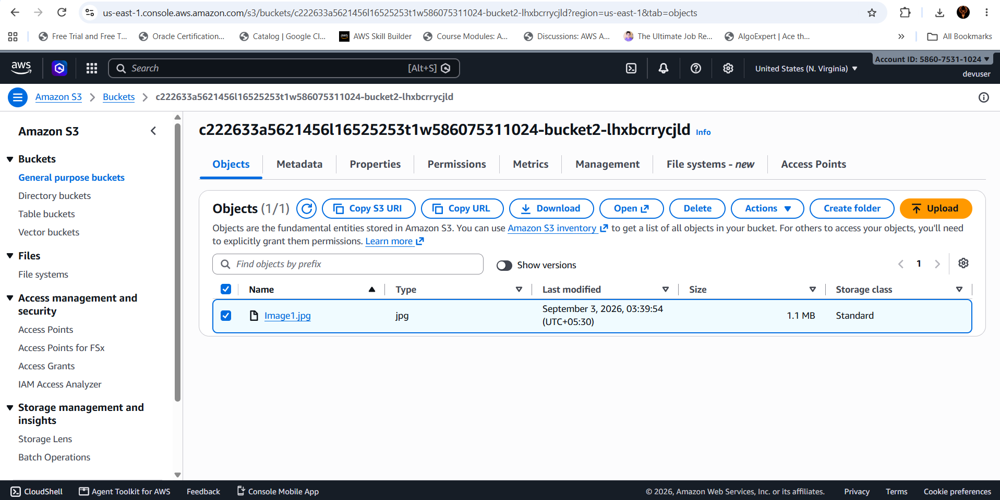 us-east-1.console.aws.amazon.com/s3/buckets/c222633a5621456l16525253t1w586075311024-bucket2-lhxbcrrycjld?region=us-east-1&tab=objects
Free Trial and Free T...
Oracle Certification...
Catalog | Google Cl...
aws
AWS Skill Builder
Course Modules: A...
Discussions: AWS A...
The Ultimate Job Re...
AlgoExpert | Ace th...
All Bookmarks
aws
Search
[Alt+S]
United States (N. Virginia)
Account ID: 5860-7531-1024
devuser
Amazon S3
Buckets
c222633a5621456l16525253t1w586075311024-bucket2-lhxbcrrycjld
Amazon S3
Buckets
General purpose buckets
Directory buckets
Table buckets
Vector buckets
Files
File systems
Access management and
security
Access Points
Access Points for FSx
Access Grants
IAM Access Analyzer
Storage management and
insights
Storage Lens
Batch Operations
c222633a5621456l16525253t1w586075311024-bucket2-lhxbcrrycjld Info
Objects
Metadata
Properties
Permissions
Metrics
Management
File systems - new
Access Points
Objects (1/1)
Copy S3 URI
Copy URL
Download
Open
Delete
Actions
Create folder
Upload
Objects are the fundamental entities stored in Amazon S3. You can use Amazon S3 inventory to get a list of all objects in your bucket. For others to access your objects, you'll need
to explicitly grant them permissions. Learn more
Find objects by prefix
Show versions
1
Name
Type
Last modified
Size
Storage class
Image1.jpg
jpg
September 3, 2026, 03:39:54
(UTC+05:30)
1.1 MB
Standard
CloudShell
Agent Toolkit for AWS
Feedback
Console Mobile App
© 2026, Amazon Web Services, Inc. or its affiliates.
Privacy
Terms
Cookie preferences